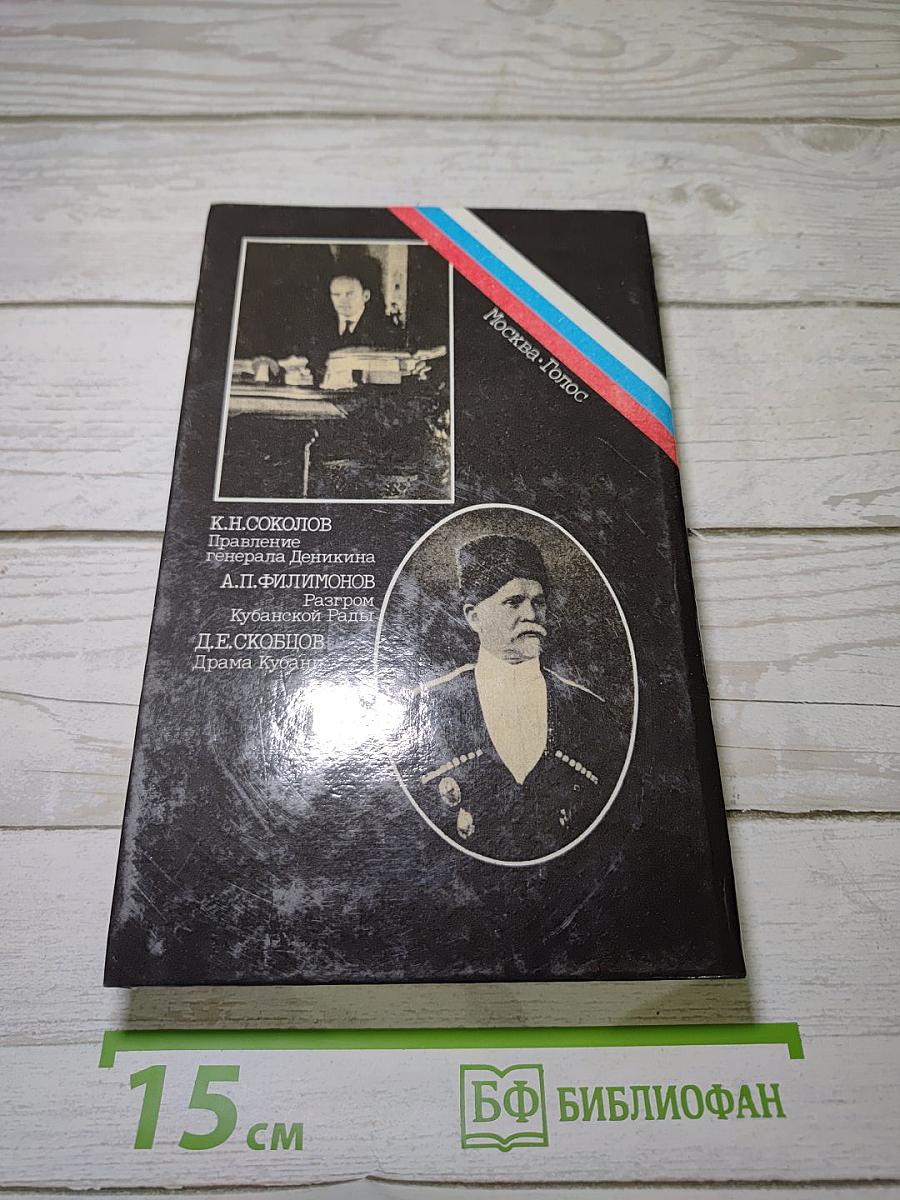 Москва·Голос
К.Н.СОКОЛОВ
Правление
генерала Деникина
А.П.ФИЛИМОНОВ
Разгром
Кубанской Рады
Д.Е.СКОБЦОВ
Драма Кубани
15 см
БФ БИБЛИОФАН